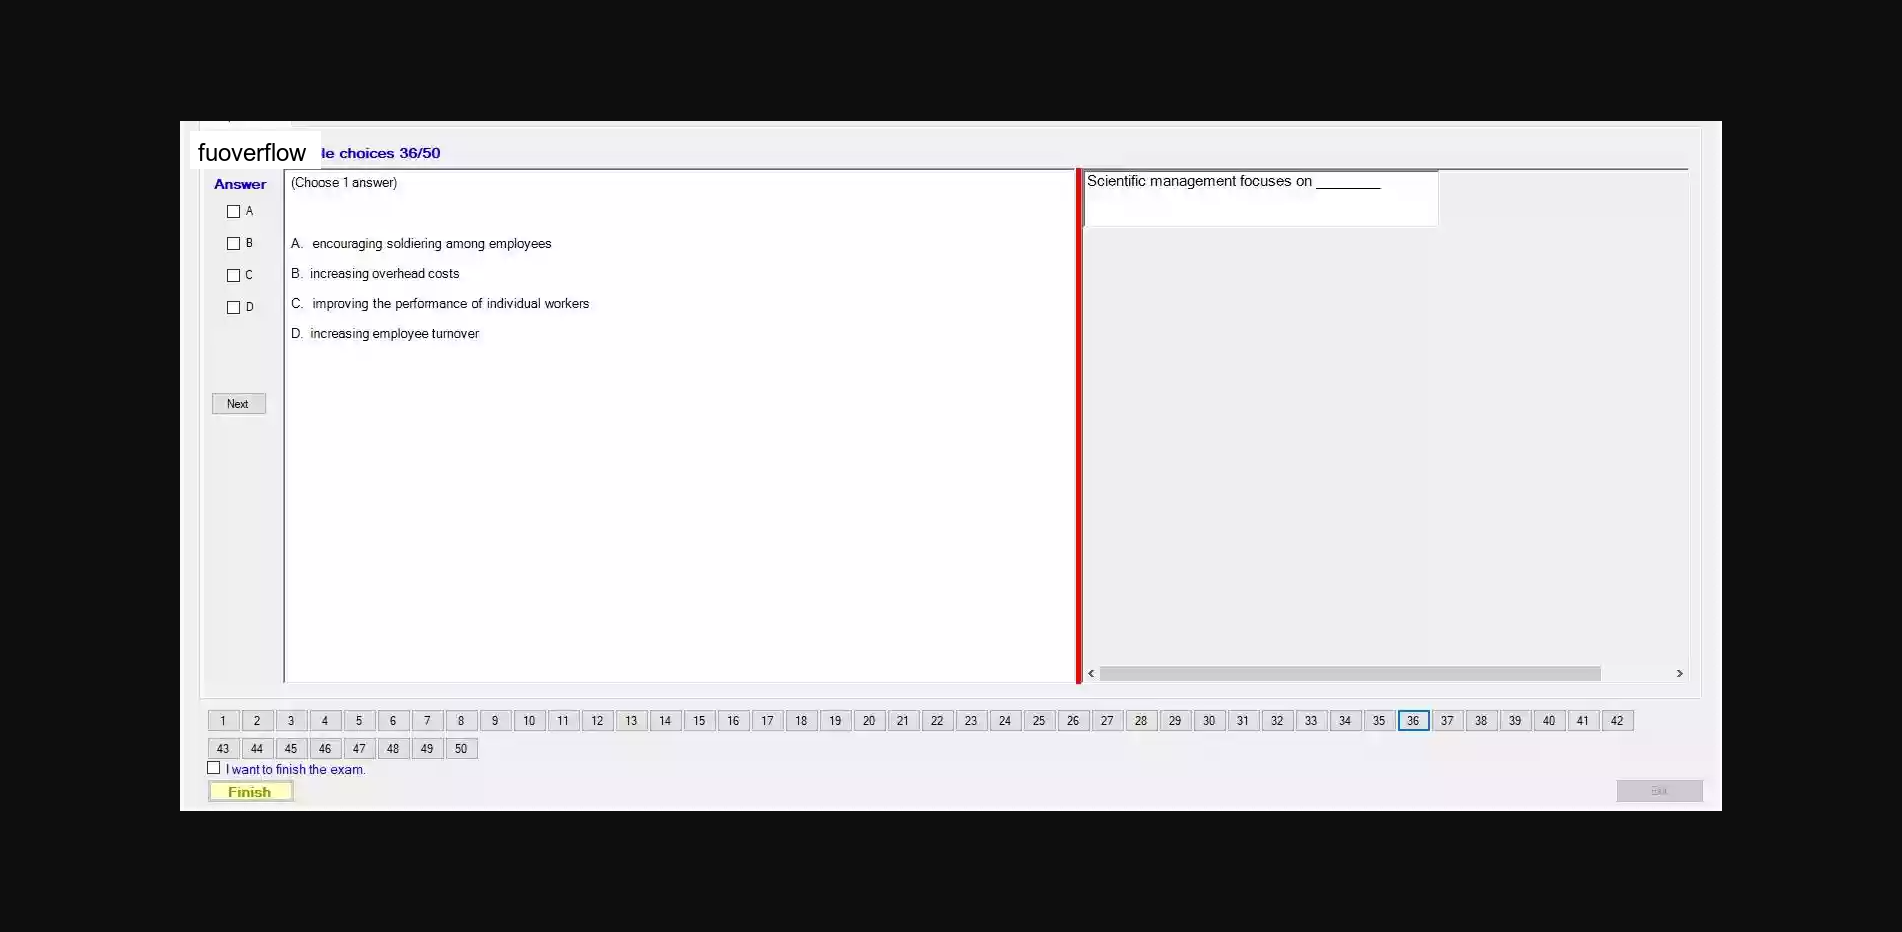 fuoverflow
le choices 36/50
Answer
(Choose 1 answer)
Scientific management focuses on ________
A
B
C
D
A. encouraging soldiering among employees
B. increasing overhead costs
C. improving the performance of individual workers
D. increasing employee turnover
Next
1 2 3 4 5 6 7 8 9 10 11 12 13 14 15 16 17 18 19 20 21 22 23 24 25 26 27 28 29 30 31 32 33 34 35 36 37 38 39 40 41 42
43 44 45 46 47 48 49 50
I want to finish the exam.
Finish
Exit